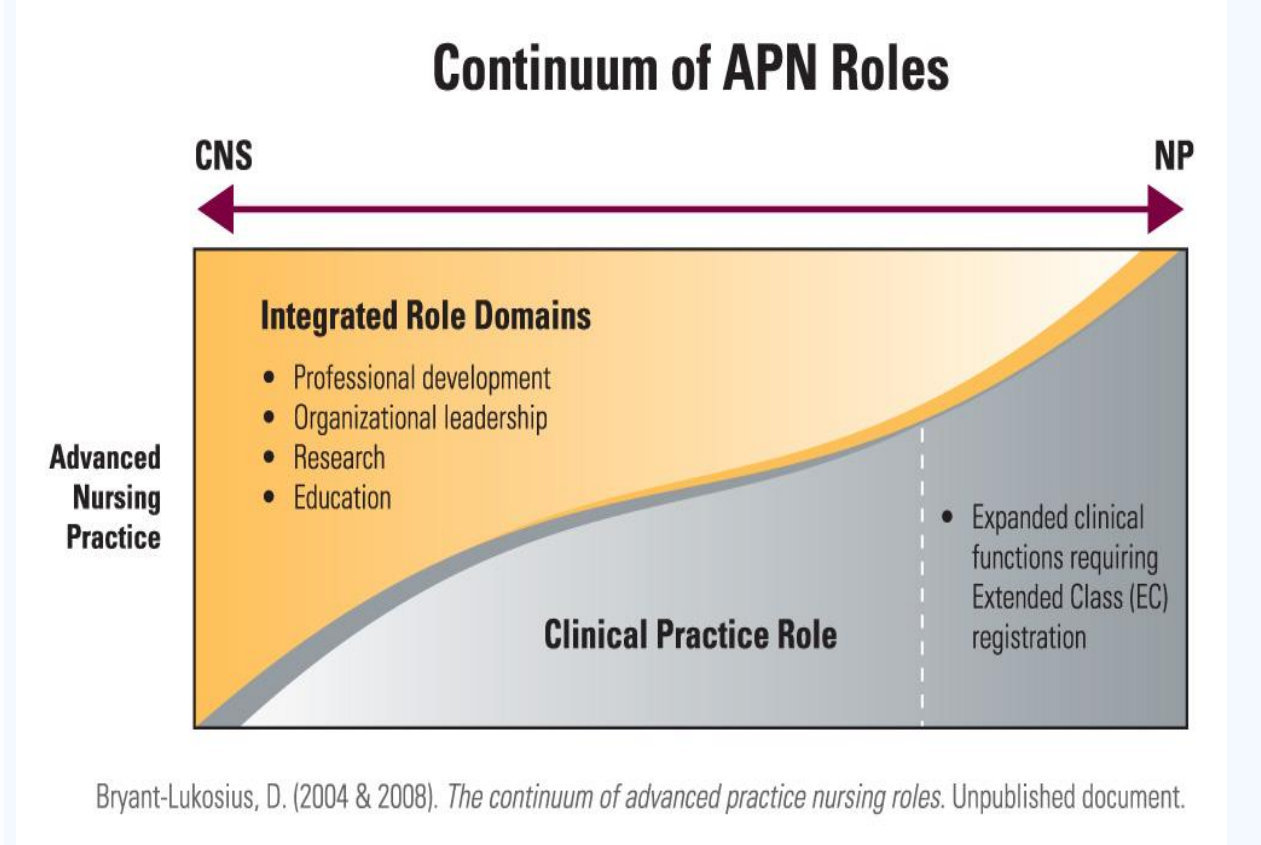 Continuum of APN Roles
CNS
NP
Integrated Role Domains
• Professional development
• Organizational leadership
• Research
• Education
Advanced
Nursing
Practice
• Expanded clinical
functions requiring
Extended Class (EC)
registration
Clinical Practice Role
Bryant-Lukosius, D. (2004 & 2008). The continuum of advanced practice nursing roles. Unpublished document.